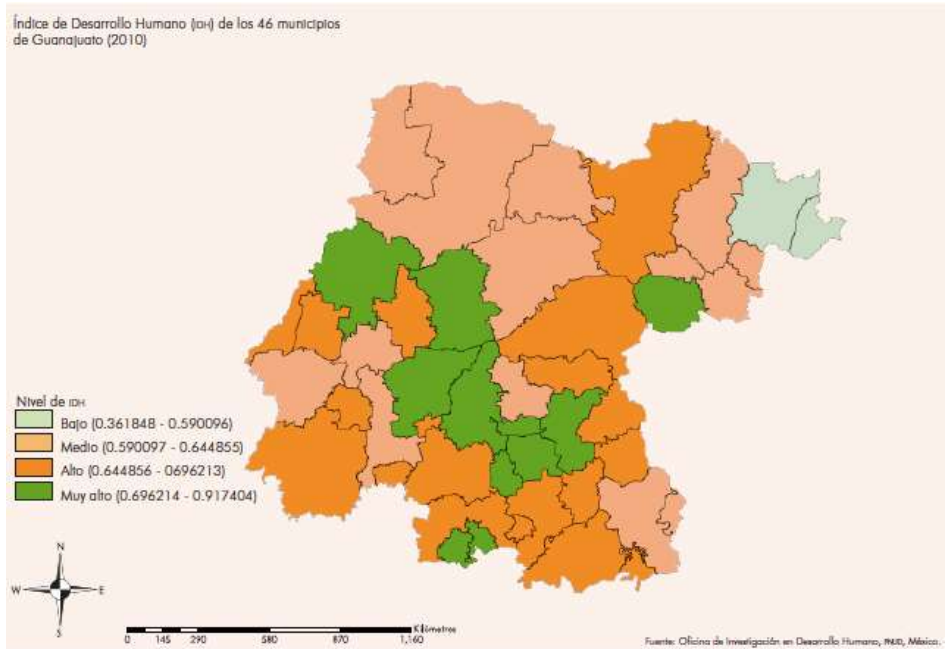 Índice de Desarrollo Humano (IDH) de los 46 municipios
de Guanajuato (2010)
Nivel de IDH
Bajo (0.361848 - 0.590096)
Medio (0.590097 - 0.644855)
Alto (0.644856 - 0696213)
Muy alto (0.696214 - 0.917404)
N
W E
S
Kilómetros
0 145 290 580 870 1,160
Fuente: Oficina de Investigación en Desarrollo Humano, PNUD, México.